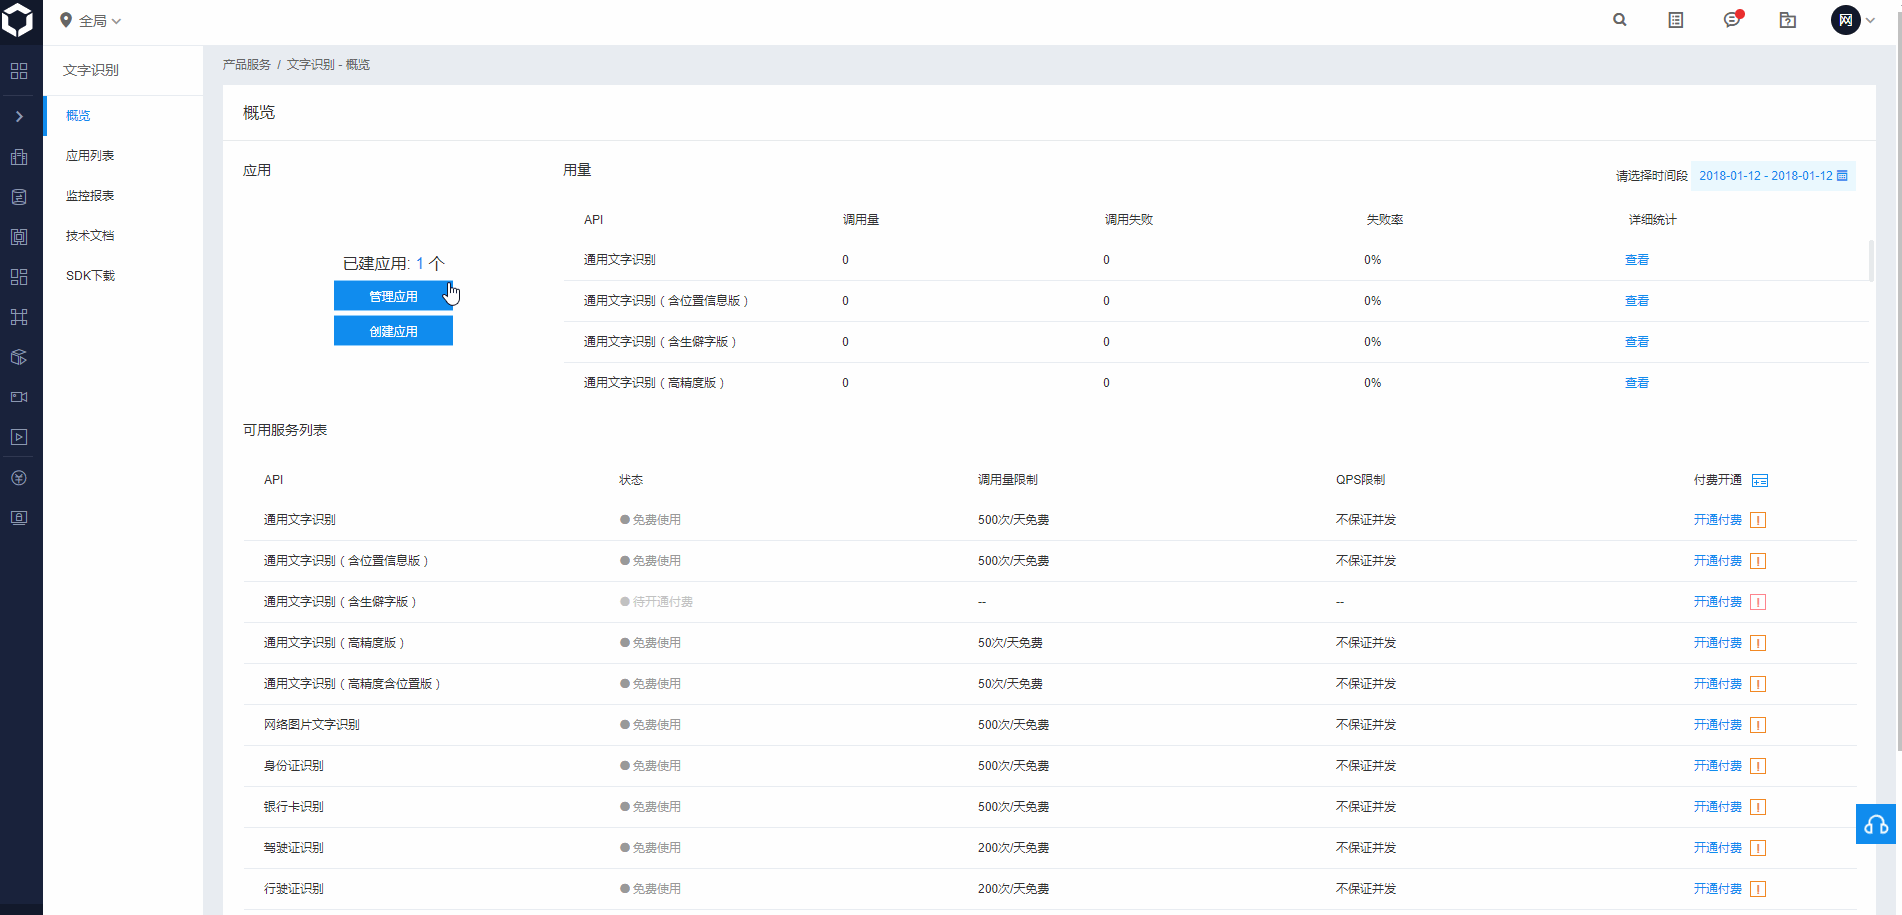 全局
网
文字识别
概览
应用列表
监控报表
技术文档
SDK下载
产品服务 / 文字识别 - 概览
概览
应用
已建应用: 1 个
管理应用
创建应用
用量
请选择时间段 2018-01-12 - 2018-01-12
API 调用量 调用失败 失败率 详细统计
通用文字识别 0 0 0% 查看
通用文字识别（含位置信息版） 0 0 0% 查看
通用文字识别（含生僻字版） 0 0 0% 查看
通用文字识别（高精度版） 0 0 0% 查看
可用服务列表
API 状态 调用量限制 QPS限制 付费开通
通用文字识别 免费使用 500次/天免费 不保证并发 开通付费
通用文字识别（含位置信息版） 免费使用 500次/天免费 不保证并发 开通付费
通用文字识别（含生僻字版） 待开通付费 -- -- 开通付费
通用文字识别（高精度版） 免费使用 50次/天免费 不保证并发 开通付费
通用文字识别（高精度含位置版） 免费使用 50次/天免费 不保证并发 开通付费
网络图片文字识别 免费使用 500次/天免费 不保证并发 开通付费
身份证识别 免费使用 500次/天免费 不保证并发 开通付费
银行卡识别 免费使用 500次/天免费 不保证并发 开通付费
驾驶证识别 免费使用 200次/天免费 不保证并发 开通付费
行驶证识别 免费使用 200次/天免费 不保证并发 开通付费